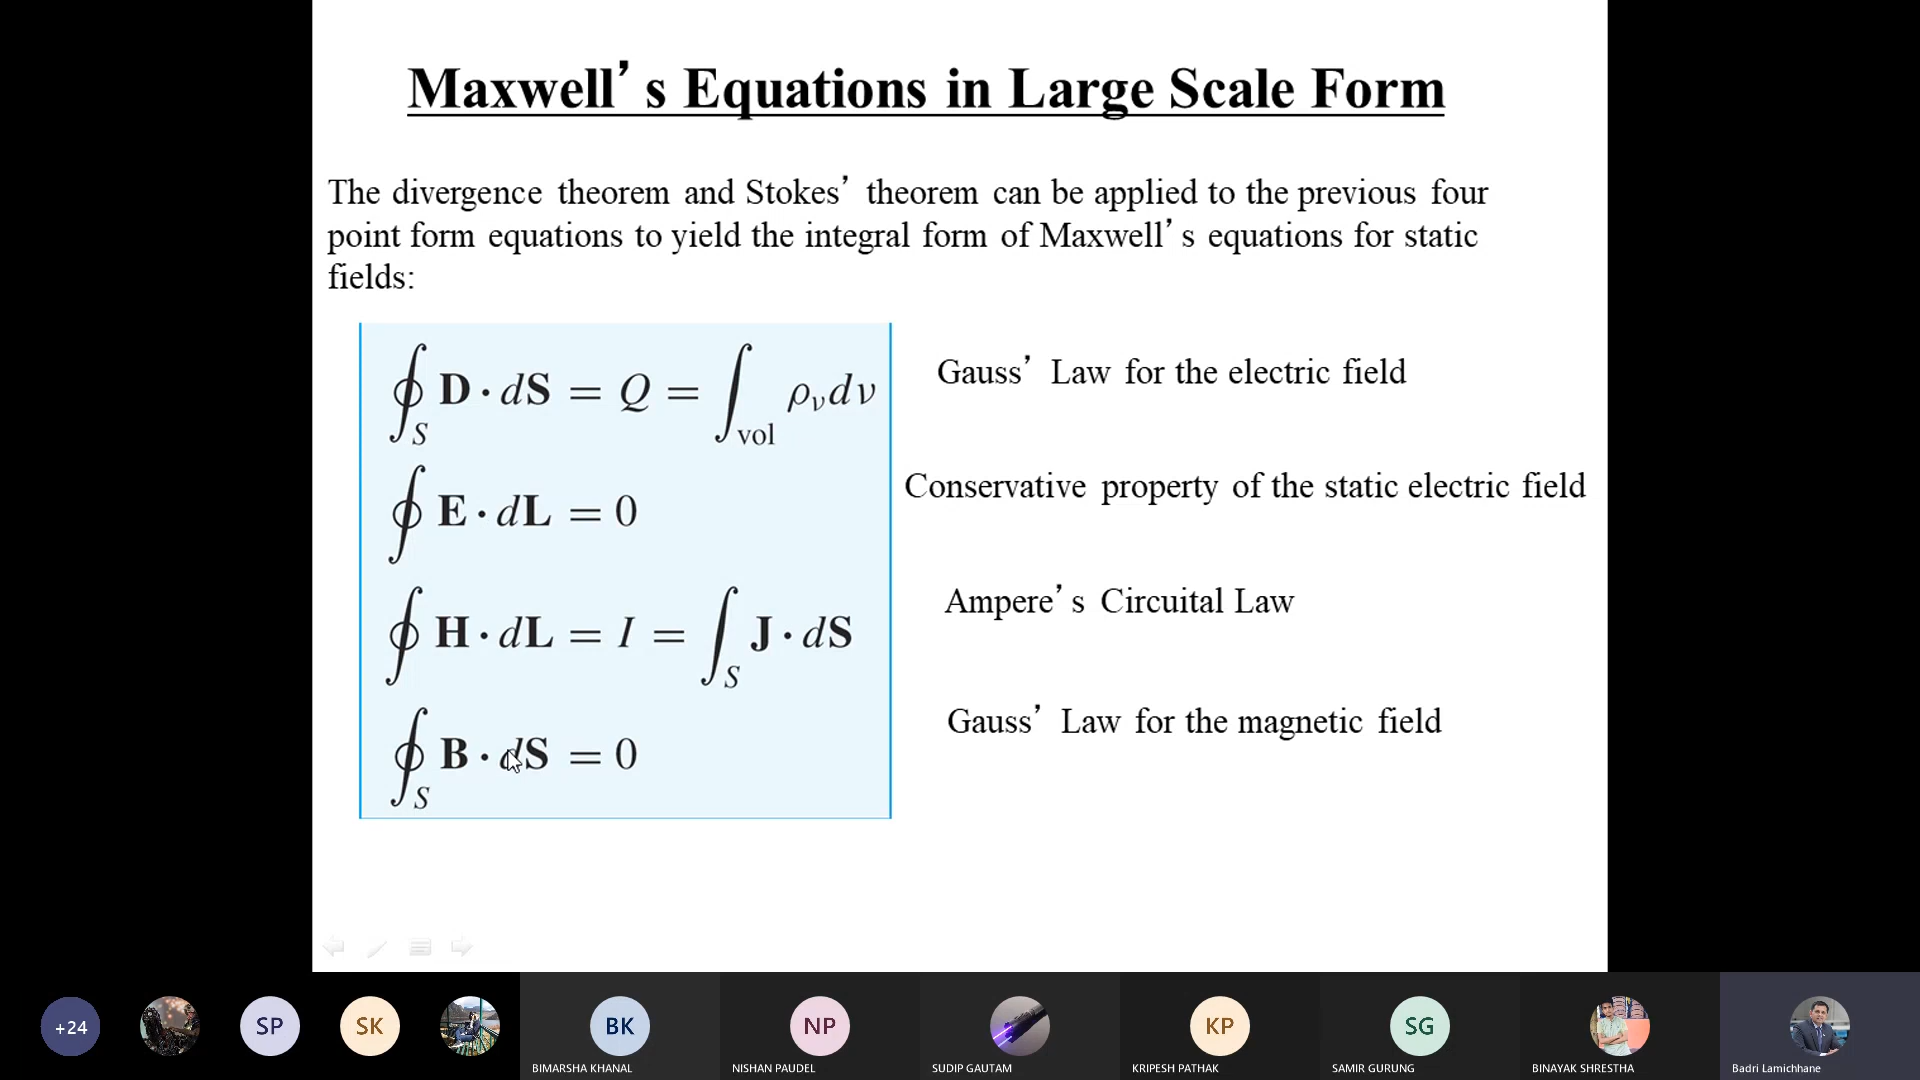 Maxwell’s Equations in Large Scale Form
The divergence theorem and Stokes’ theorem can be applied to the previous four
point form equations to yield the integral form of Maxwell’s equations for static
fields:
∮_S D · dS = Q = ∫_vol ρ_ν dν
Gauss’ Law for the electric field
∮ E · dL = 0
Conservative property of the static electric field
∮ H · dL = I = ∫_S J · dS
Ampere’s Circuital Law
∮_S B · dS = 0
Gauss’ Law for the magnetic field
+24
SP
SK
BK
NP
KP
SG
BIMARSHA KHANAL
NISHAN PAUDEL
SUDIP GAUTAM
KRIPESH PATHAK
SAMIR GURUNG
BINAYAK SHRESTHA
Badri Lamichhane